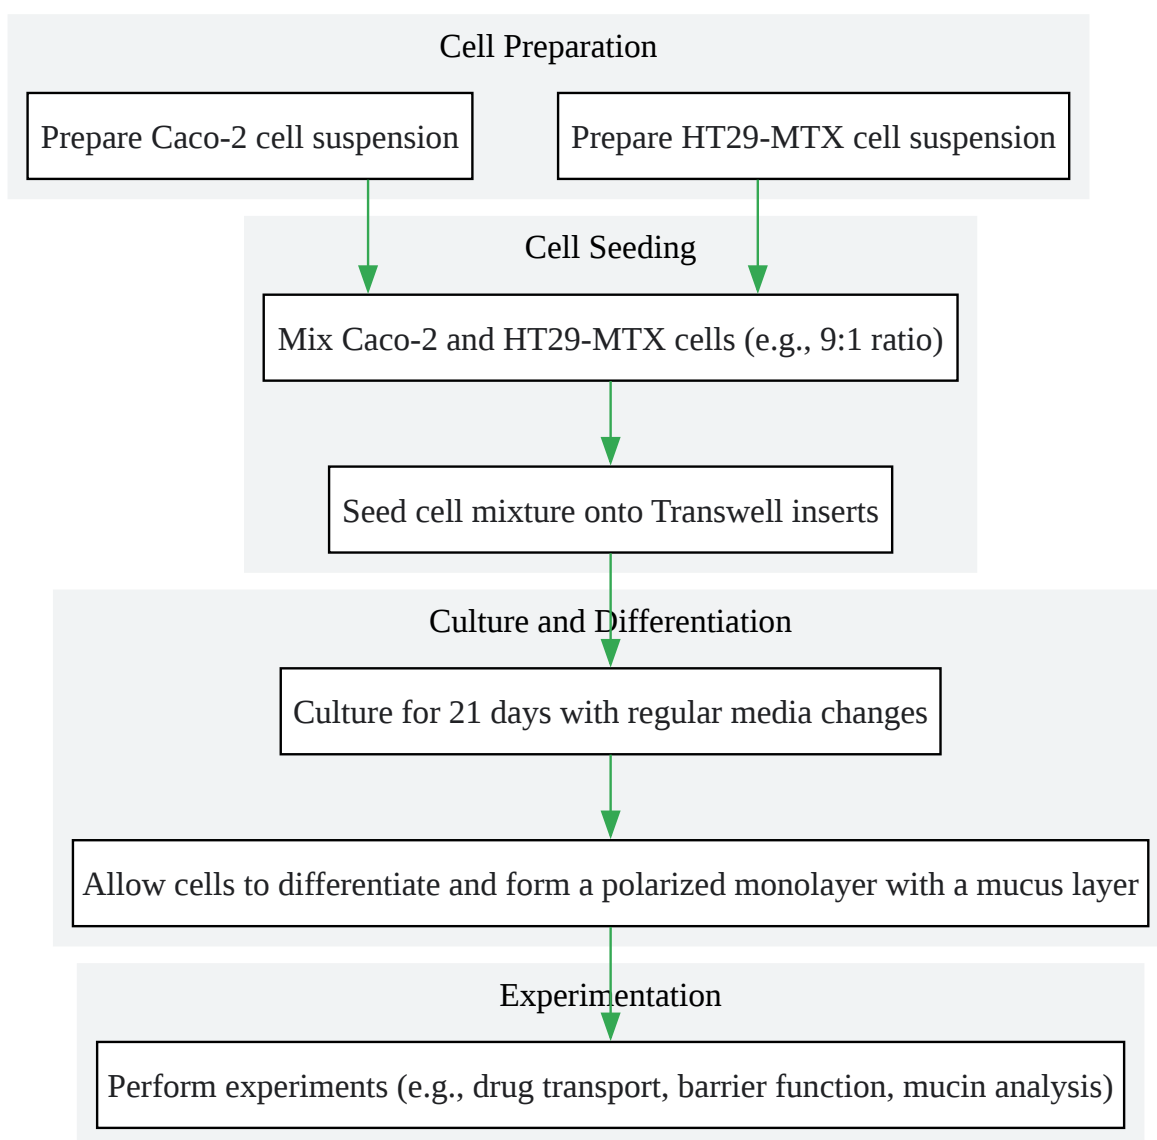 Cell Preparation
Prepare Caco-2 cell suspension
Prepare HT29-MTX cell suspension
Cell Seeding
Mix Caco-2 and HT29-MTX cells (e.g., 9:1 ratio)
Seed cell mixture onto Transwell inserts
Culture and Differentiation
Culture for 21 days with regular media changes
Allow cells to differentiate and form a polarized monolayer with a mucus layer
Experimentation
Perform experiments (e.g., drug transport, barrier function, mucin analysis)